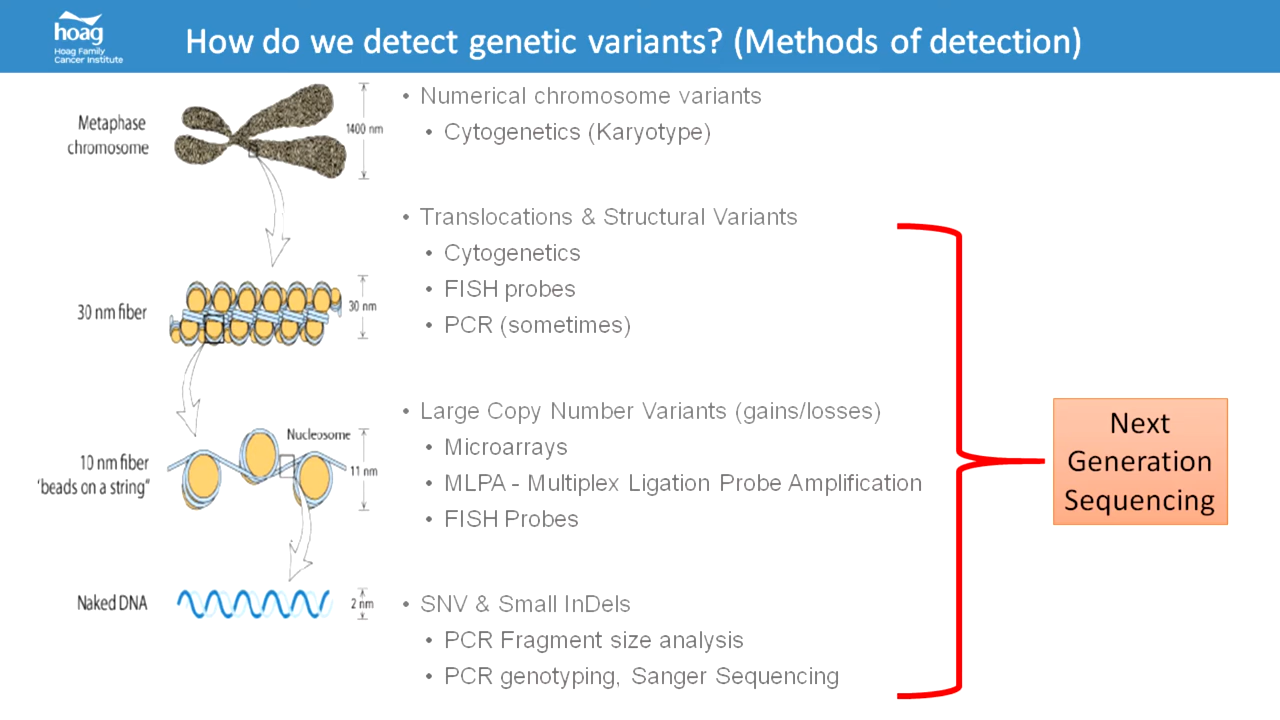 hoag
Hoag Family
Cancer Institute
How do we detect genetic variants? (Methods of detection)
Metaphase
chromosome
1400 nm
• Numerical chromosome variants
• Cytogenetics (Karyotype)
• Translocations & Structural Variants
• Cytogenetics
• FISH probes
• PCR (sometimes)
30 nm fiber
30 nm
• Large Copy Number Variants (gains/losses)
• Microarrays
• MLPA - Multiplex Ligation Probe Amplification
• FISH Probes
Nucleosome
10 nm fiber
'beads on a string"
11 nm
Next
Generation
Sequencing
Naked DNA
2 nm
• SNV & Small InDels
• PCR Fragment size analysis
• PCR genotyping, Sanger Sequencing